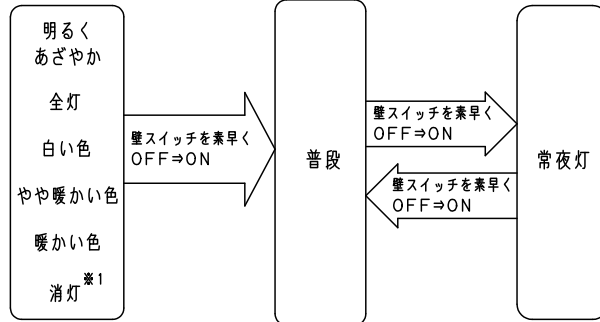 明るく
あざやか
全灯
白い色
やや暖かい色
暖かい色
消灯※1
壁スイッチを素早く
OFF⇒ON
普段
壁スイッチを素早く
OFF⇒ON
壁スイッチを素早く
OFF⇒ON
常夜灯